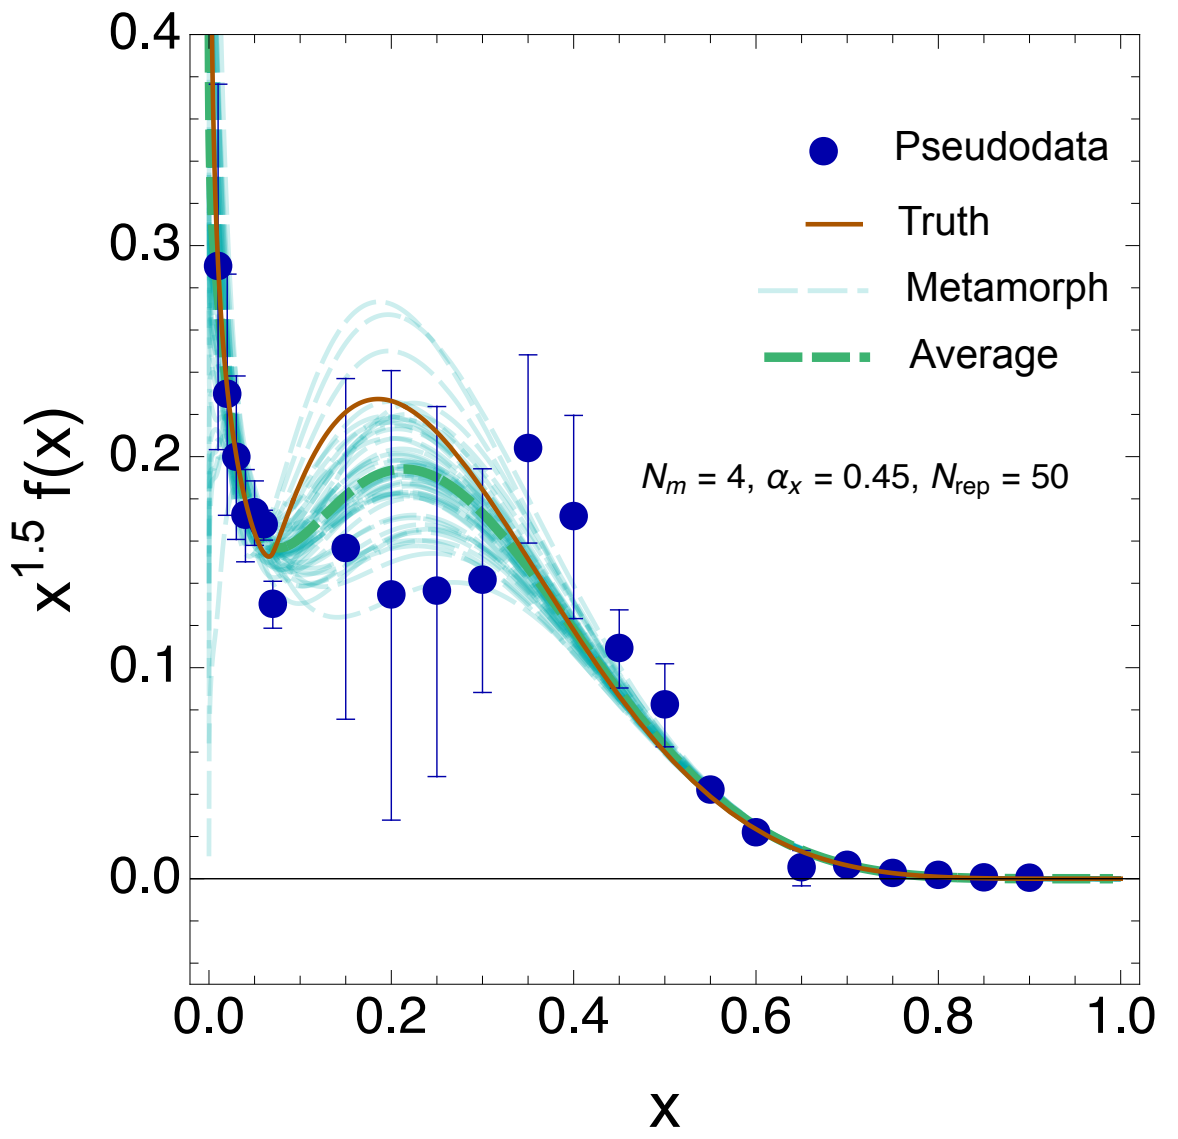 0.4
0.3
0.2
0.1
0.0
x^1.5 f(x)
Pseudodata
Truth
Metamorph
Average
N_m = 4, α_x = 0.45, N_rep = 50
0.0 0.2 0.4 0.6 0.8 1.0
x